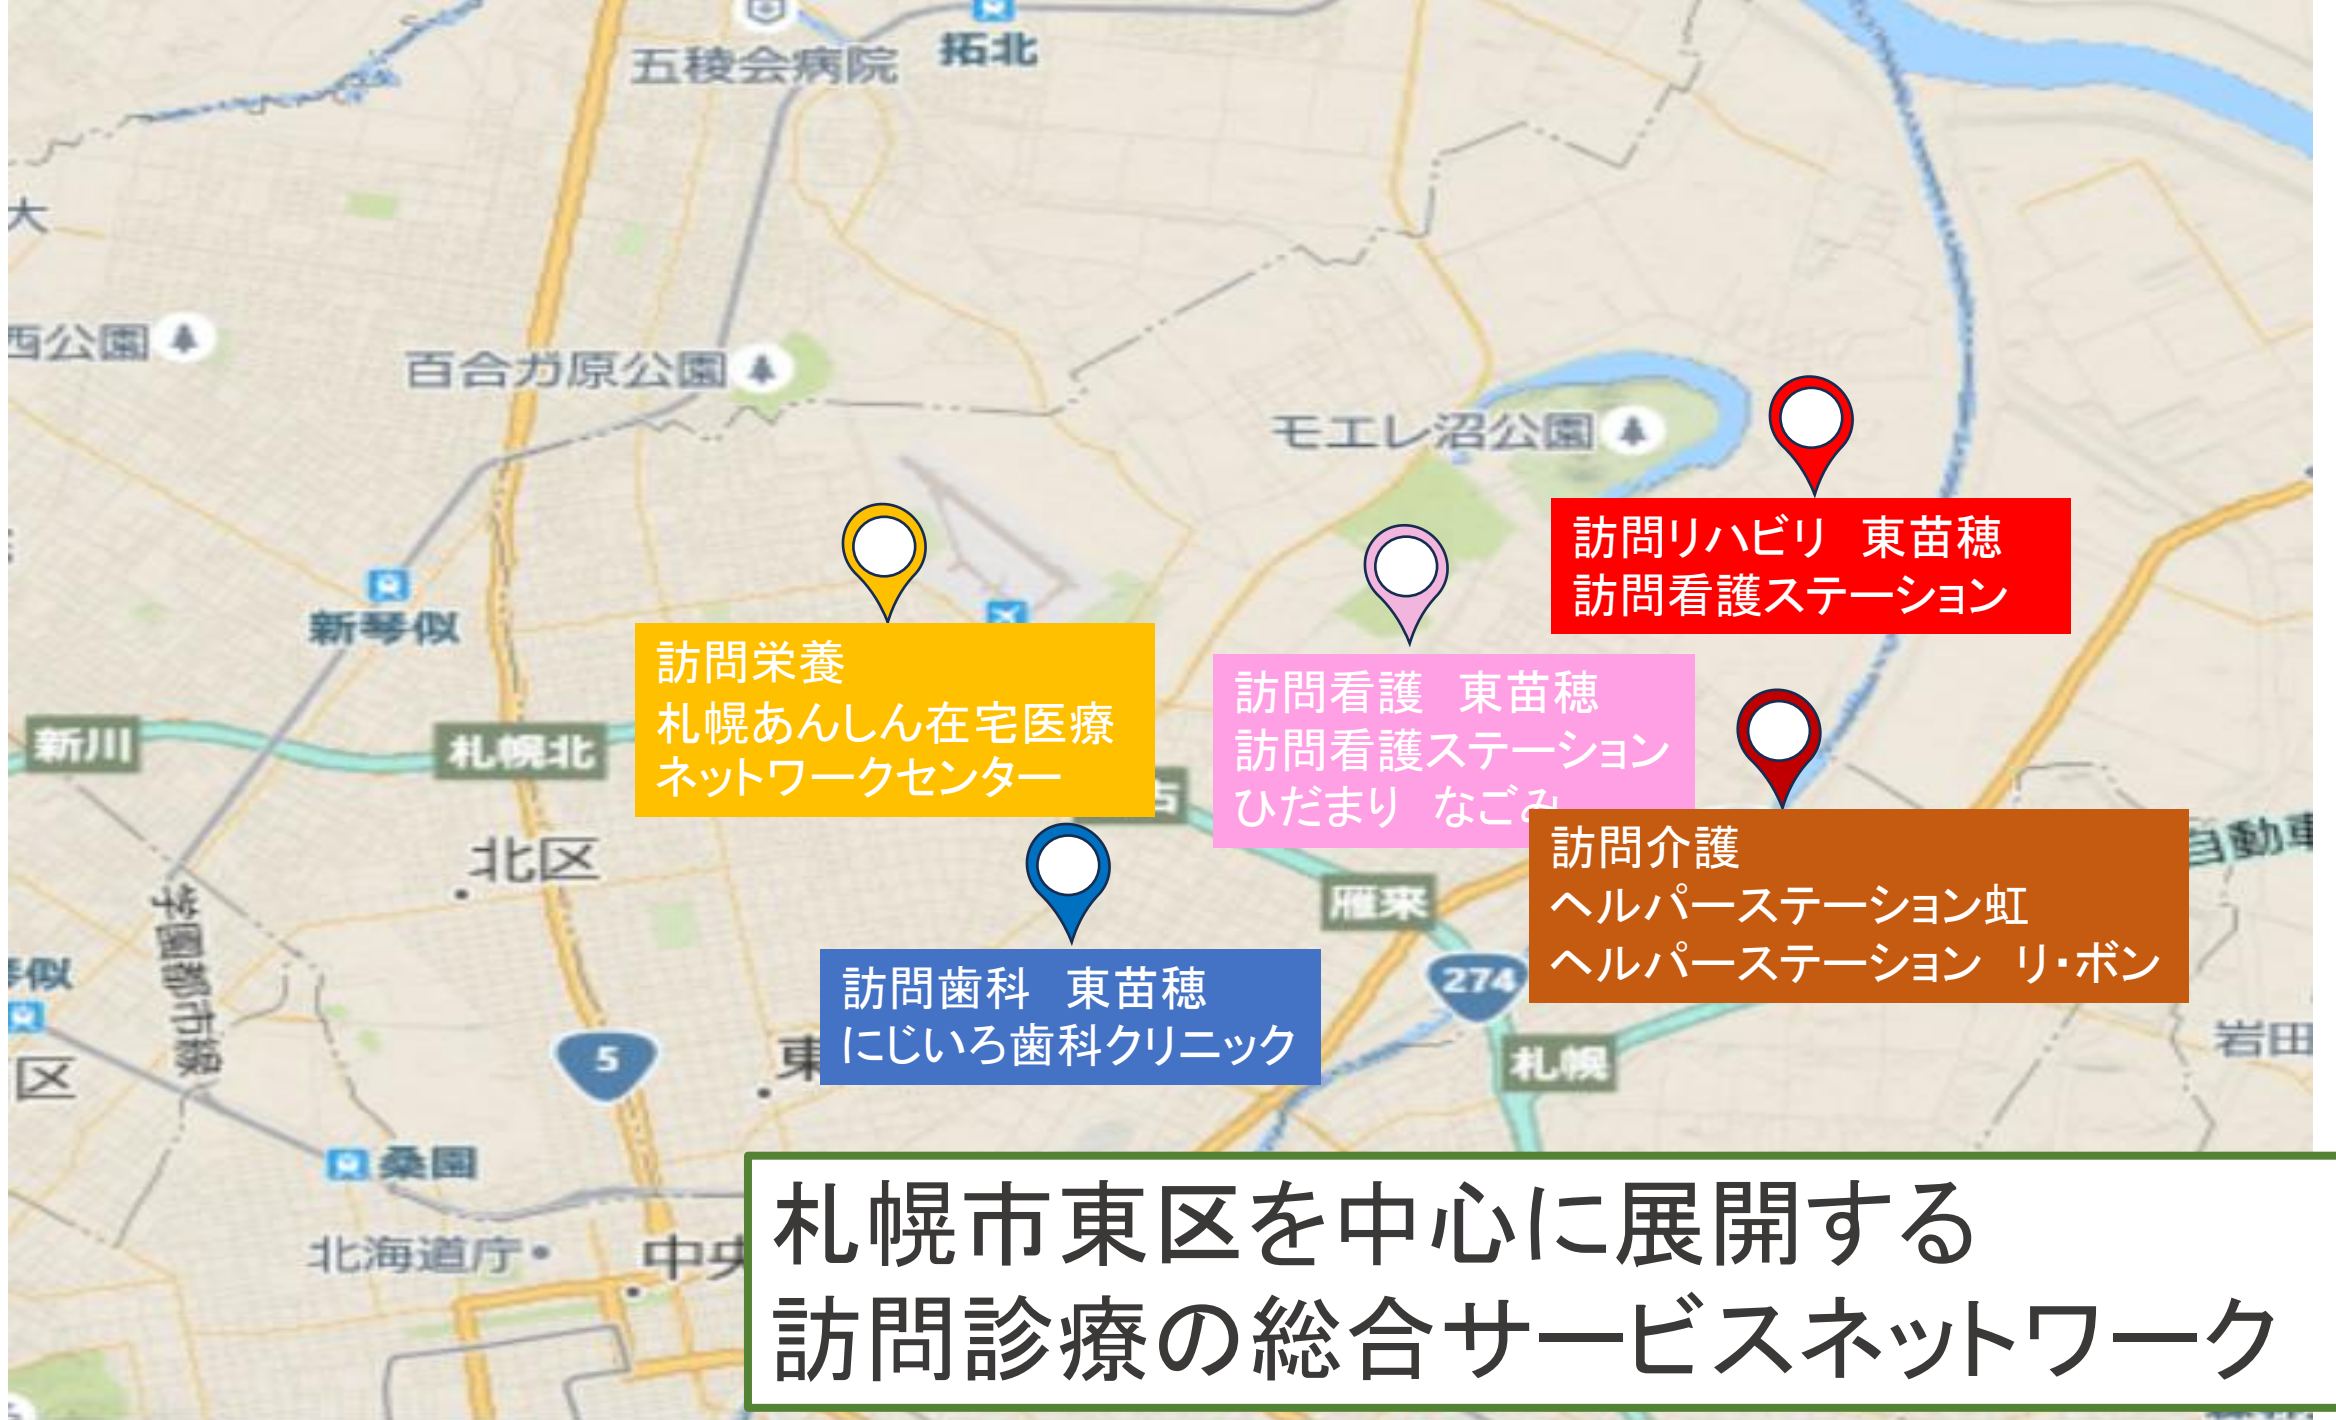 五稜会病院
拓北
大
西公園
百合が原公園
モエレ沼公園
新琴似
訪問リハビリ　東苗穂
訪問看護ステーション
訪問栄養
札幌あんしん在宅医療
ネットワークセンター
訪問看護　東苗穂
訪問看護ステーション
ひだまり　なごみ
新川
札幌北
北区
訪問介護
ヘルパーステーション虹
ヘルパーステーション　リ・ボン
自動車
雁来
学園都市線
似
274
訪問歯科　東苗穂
にじいろ歯科クリニック
5
東
区
札幌
岩田
桑園
北海道庁
中央
札幌市東区を中心に展開する
訪問診療の総合サービスネットワーク